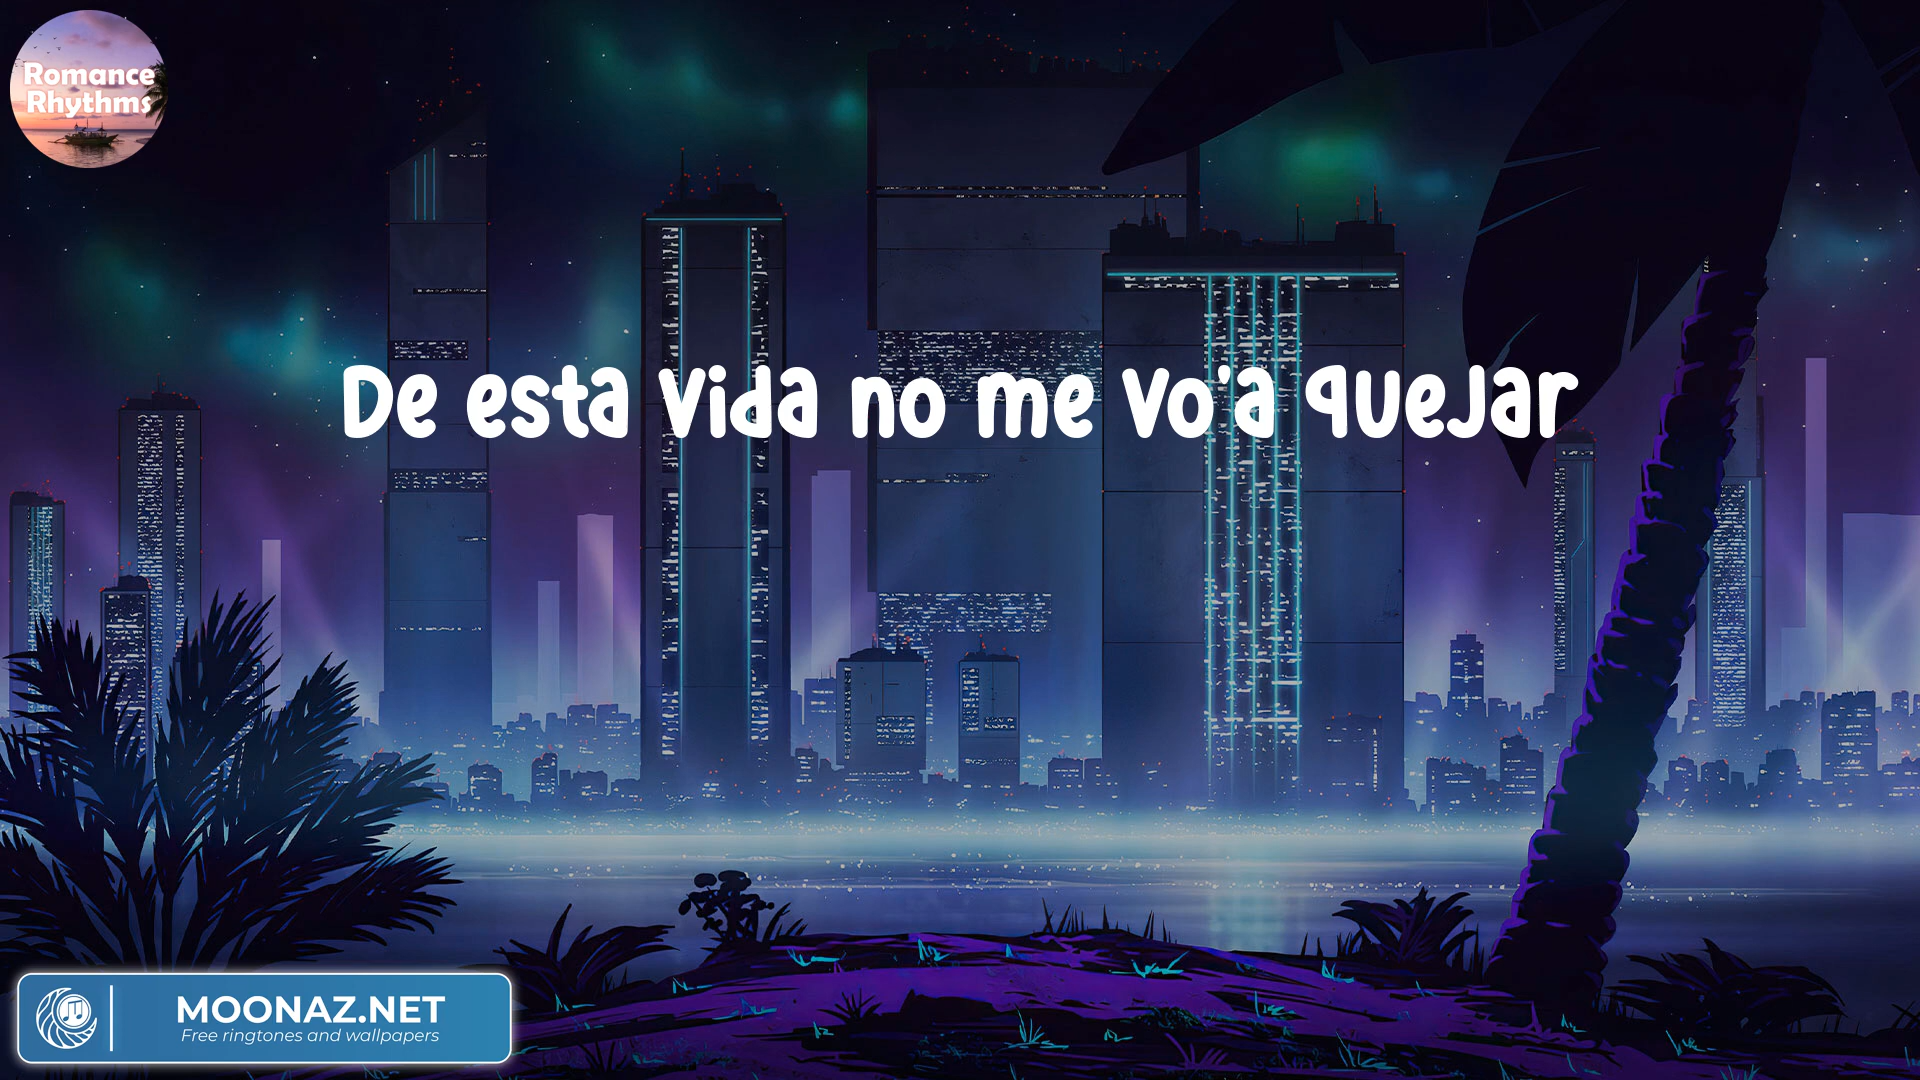 Romance
Rhythms
De esta vida no me vo'a quejar
MOONAZ.NET
Free ringtones and wallpapers